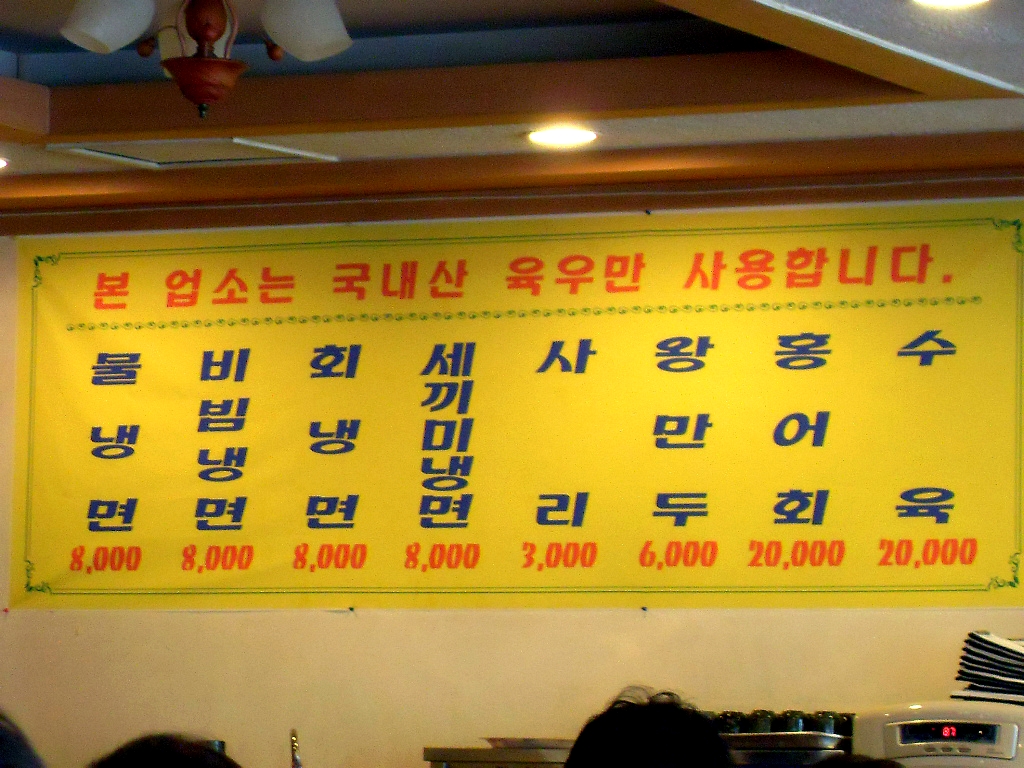 본 업소는 국내산 육우만 사용합니다.
물냉면 8,000
비빔냉면 8,000
회냉면 8,000
세끼미냉면 8,000
사리 3,000
왕만두 6,000
홍어회 20,000
수육 20,000